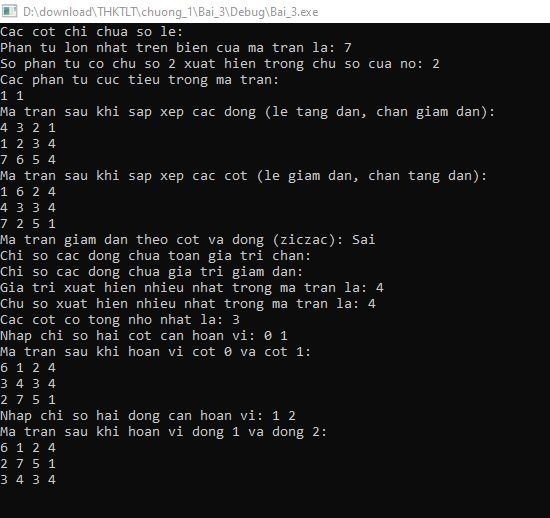 D:\download\THKTLT\chuong_1\Bai_3\Debug\Bai_3.exe
Cac cot chi chua so le:
Phan tu lon nhat tren bien cua ma tran la: 7
So phan tu co chu so 2 xuat hien trong chu so cua no: 2
Cac phan tu cuc tieu trong ma tran:
1 1
Ma tran sau khi sap xep cac dong (le tang dan, chan giam dan):
4 3 2 1
1 2 3 4
7 6 5 4
Ma tran sau khi sap xep cac cot (le giam dan, chan tang dan):
1 6 2 4
4 3 3 4
7 2 5 1
Ma tran giam dan theo cot va dong (ziczac): Sai
Chi so cac dong chua toan gia tri chan:
Chi so cac dong chua gia tri giam dan:
Gia tri xuat hien nhieu nhat trong ma tran la: 4
Chu so xuat hien nhieu nhat trong ma tran la: 4
Cac cot co tong nho nhat la: 3
Nhap chi so hai cot can hoan vi: 0 1
Ma tran sau khi hoan vi cot 0 va cot 1:
6 1 2 4
3 4 3 4
2 7 5 1
Nhap chi so hai dong can hoan vi: 1 2
Ma tran sau khi hoan vi dong 1 va dong 2:
6 1 2 4
2 7 5 1
3 4 3 4